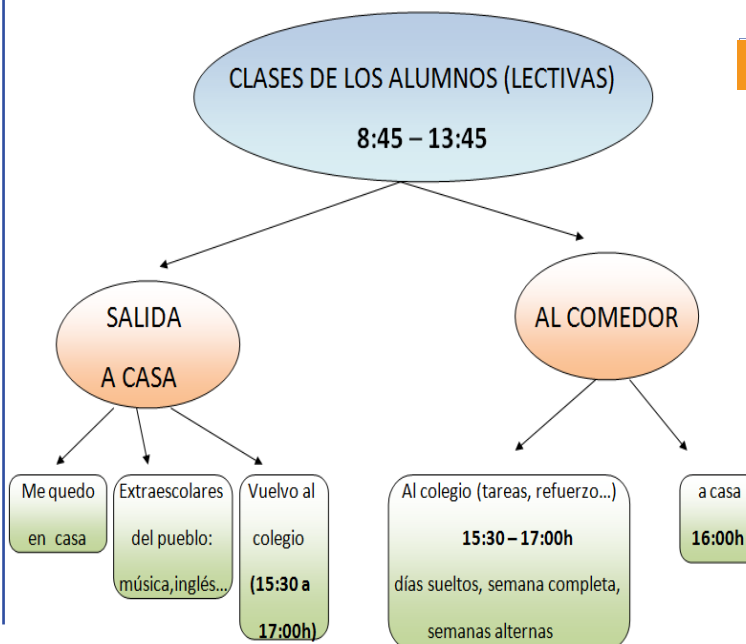 CLASES DE LOS ALUMNOS (LECTIVAS)
8:45 – 13:45
SALIDA
A CASA
AL COMEDOR
Me quedo
en casa
Extraescolares
del pueblo:
música,inglés...
Vuelvo al
colegio
(15:30 a
17:00h)
Al colegio (tareas, refuerzo...)
15:30 – 17:00h
días sueltos, semana completa,
semanas alternas
a casa
16:00h